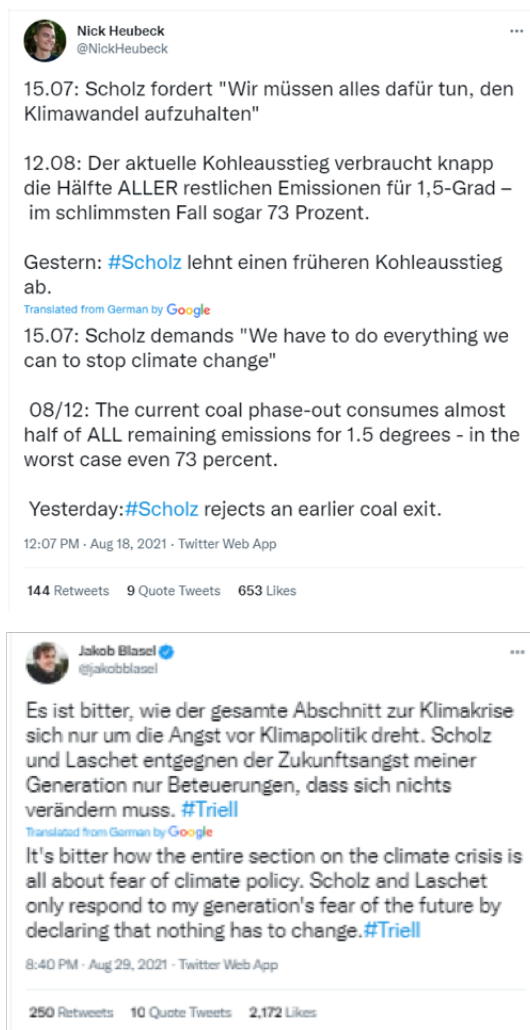 Nick Heubeck
@NickHeubeck
15.07: Scholz fordert "Wir müssen alles dafür tun, den
Klimawandel aufzuhalten"
12.08: Der aktuelle Kohleausstieg verbraucht knapp
die Hälfte ALLER restlichen Emissionen für 1,5-Grad –
im schlimmsten Fall sogar 73 Prozent.
Gestern: #Scholz lehnt einen früheren Kohleausstieg
ab.
Translated from German by Google
15.07: Scholz demands "We have to do everything we
can to stop climate change"
08/12: The current coal phase-out consumes almost
half of ALL remaining emissions for 1.5 degrees - in the
worst case even 73 percent.
Yesterday:#Scholz rejects an earlier coal exit.
12:07 PM · Aug 18, 2021 · Twitter Web App
144 Retweets 9 Quote Tweets 653 Likes
Jakob Blasel
@jakobblasel
Es ist bitter, wie der gesamte Abschnitt zur Klimakrise
sich nur um die Angst vor Klimapolitik dreht. Scholz
und Laschet entgegnen der Zukunftsangst meiner
Generation nur Beteuerungen, dass sich nichts
verändern muss. #Triell
Translated from German by Google
It's bitter how the entire section on the climate crisis is
all about fear of climate policy. Scholz and Laschet
only respond to my generation's fear of the future by
declaring that nothing has to change.#Triell
8:40 PM · Aug 29, 2021 · Twitter Web App
250 Retweets 10 Quote Tweets 2,172 Likes